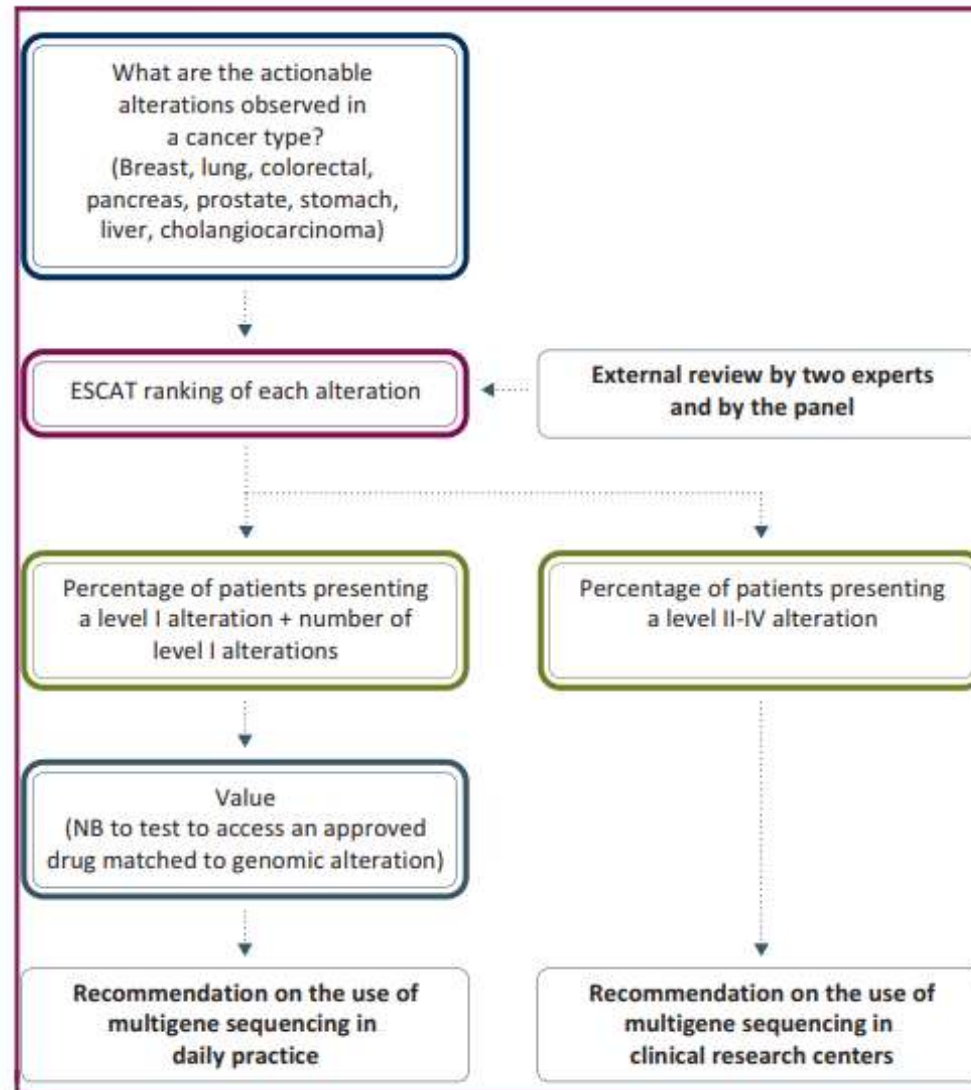 What are the actionable
alterations observed in
a cancer type?
(Breast, lung, colorectal,
pancreas, prostate, stomach,
liver, cholangiocarcinoma)
ESCAT ranking of each alteration
External review by two experts
and by the panel
Percentage of patients presenting
a level I alteration + number of
level I alterations
Percentage of patients presenting
a level II-IV alteration
Value
(NB to test to access an approved
drug matched to genomic alteration)
Recommendation on the use of
multigene sequencing in
daily practice
Recommendation on the use of
multigene sequencing in
clinical research centers